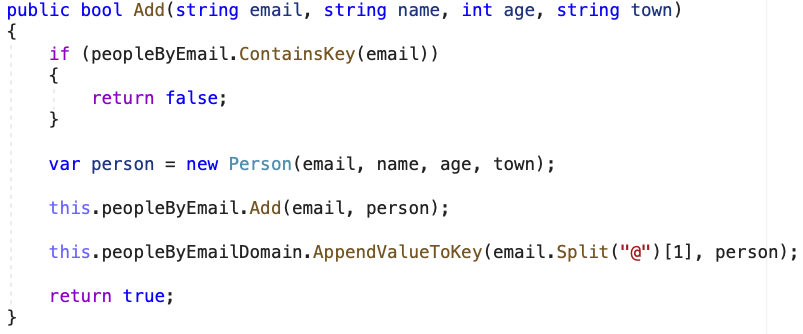 public bool Add(string email, string name, int age, string town)
{
if (peopleByEmail.ContainsKey(email))
{
return false;
}
var person = new Person(email, name, age, town);
this.peopleByEmail.Add(email, person);
this.peopleByEmailDomain.AppendValueToKey(email.Split("@")[1], person);
return true;
}